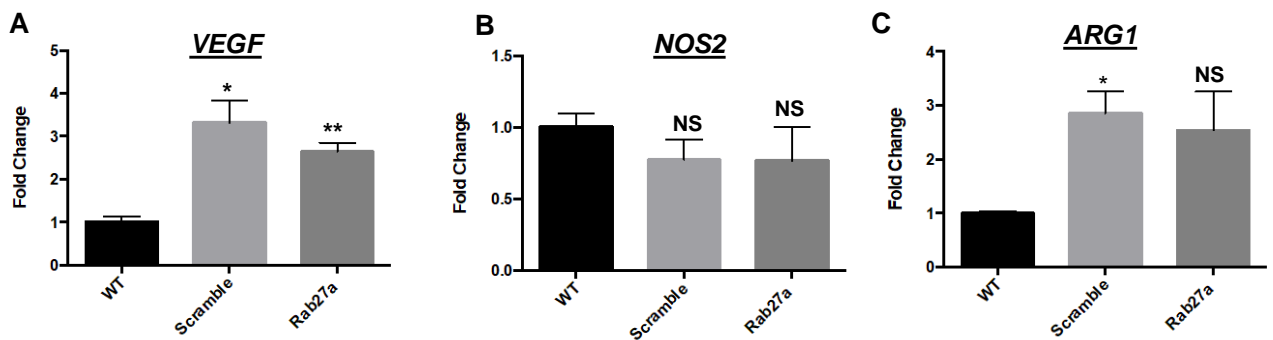 A
VEGF
Fold Change
5
4
3
2
1
0
*
**
WT
Scramble
Rab27a
B
NOS2
Fold Change
1.5
1.0
0.5
0.0
NS
NS
WT
Scramble
Rab27a
C
ARG1
Fold Change
4
3
2
1
0
*
NS
WT
Scramble
Rab27a